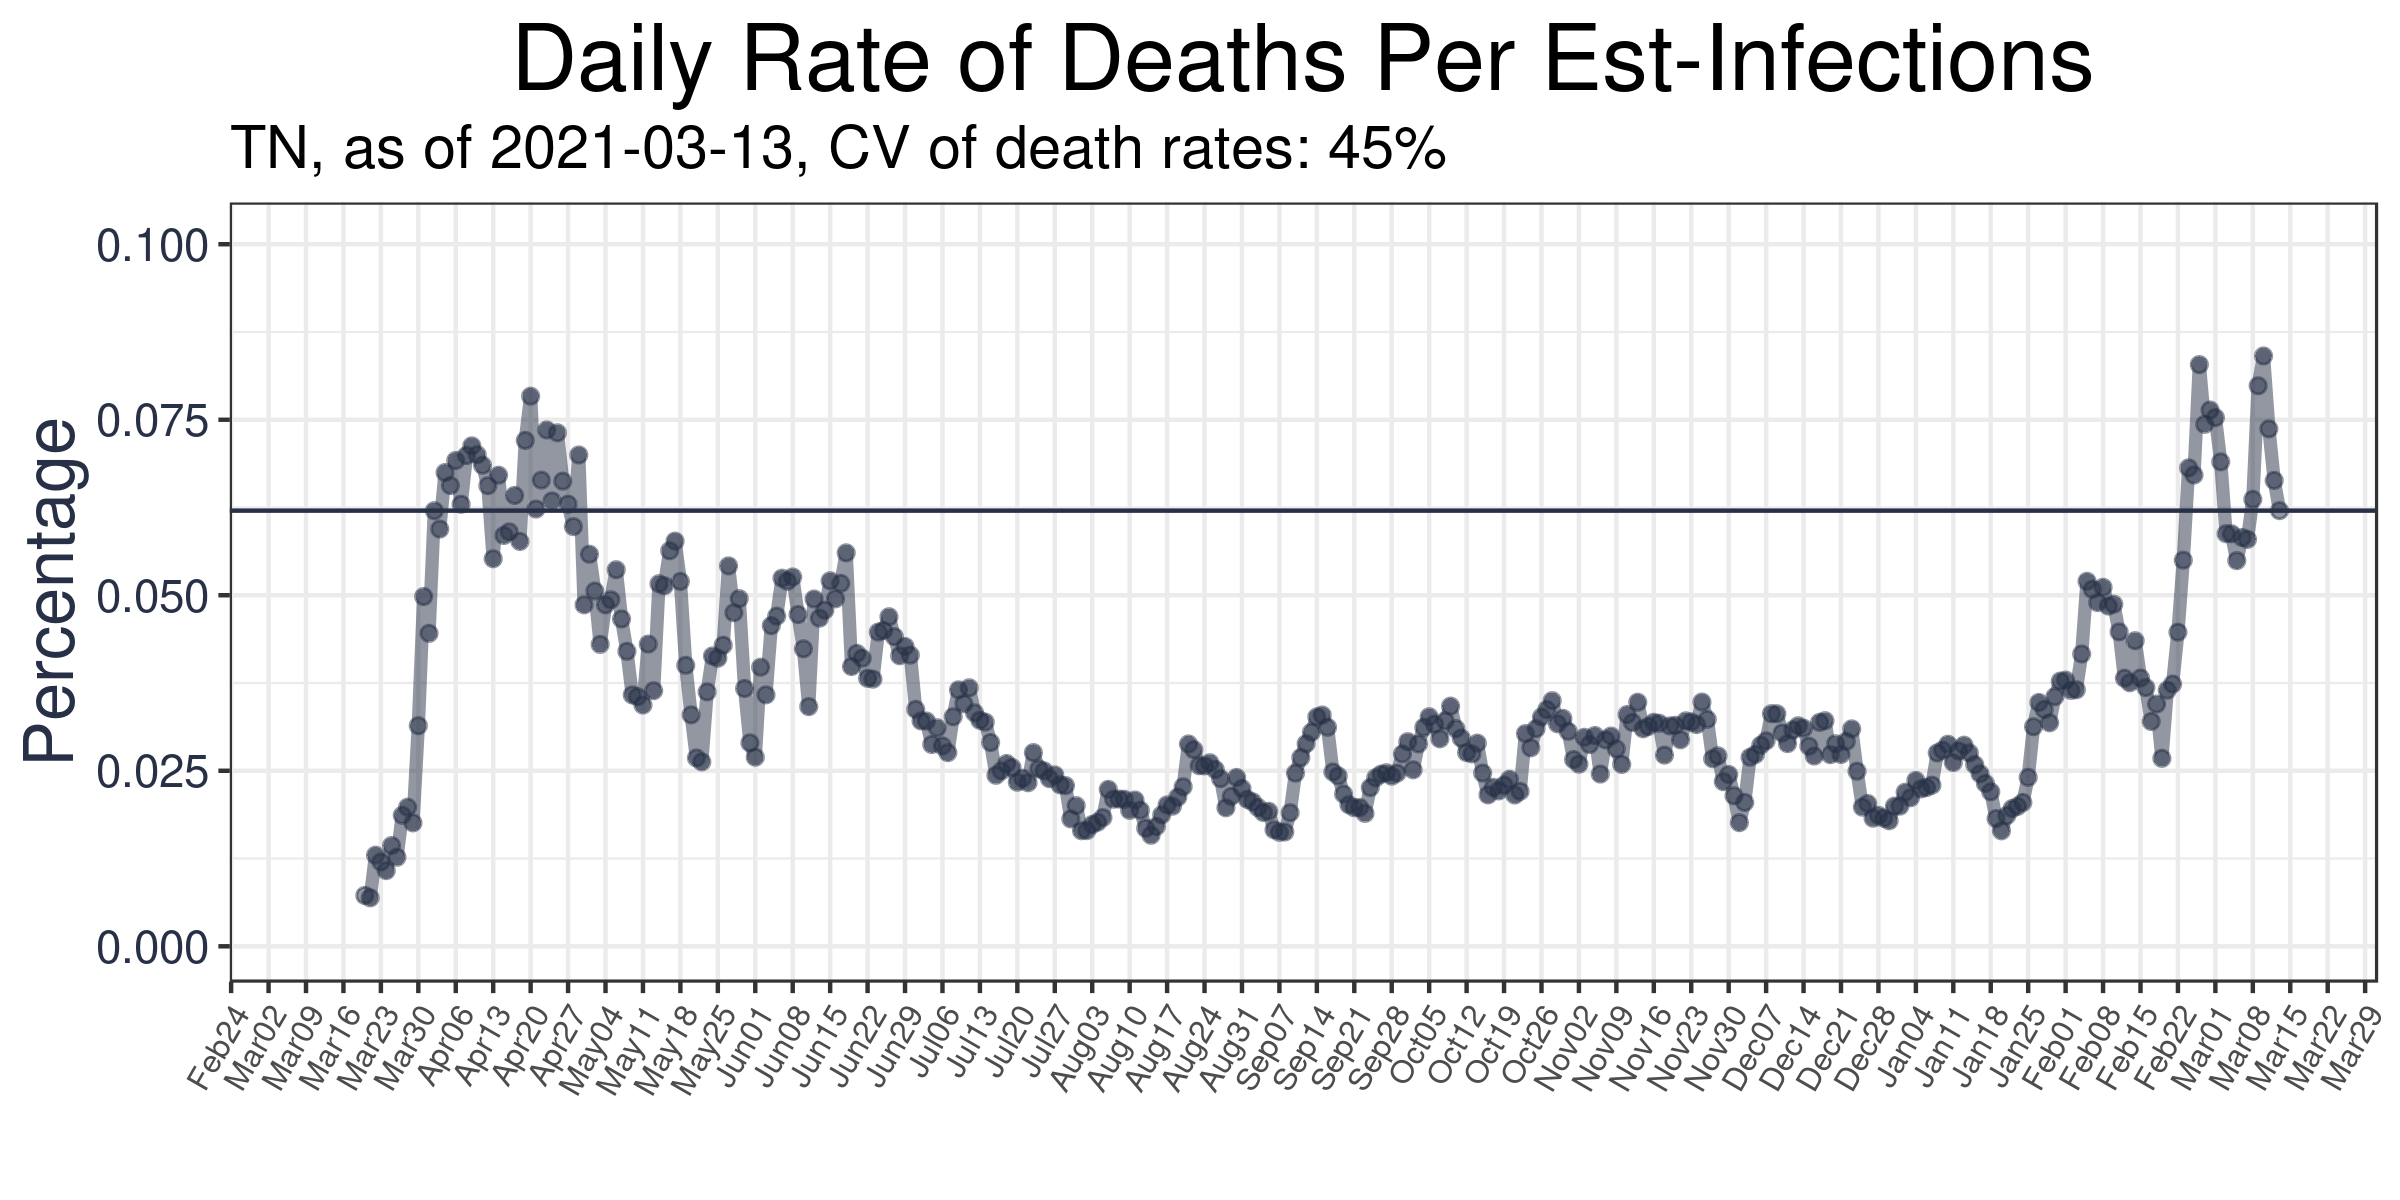 Daily Rate of Deaths Per Est-Infections
TN, as of 2021-03-13, CV of death rates: 45%
Percentage
0.100
0.075
0.050
0.025
0.000
Feb24
Mar02
Mar09
Mar16
Mar23
Mar30
Apr06
Apr13
Apr20
Apr27
May04
May11
May18
May25
Jun01
Jun08
Jun15
Jun22
Jun29
Jul06
Jul13
Jul20
Jul27
Aug03
Aug10
Aug17
Aug24
Aug31
Sep07
Sep14
Sep21
Sep28
Oct05
Oct12
Oct19
Oct26
Nov02
Nov09
Nov16
Nov23
Nov30
Dec07
Dec14
Dec21
Dec28
Jan04
Jan11
Jan18
Jan25
Feb01
Feb08
Feb15
Feb22
Mar01
Mar08
Mar15
Mar22
Mar29